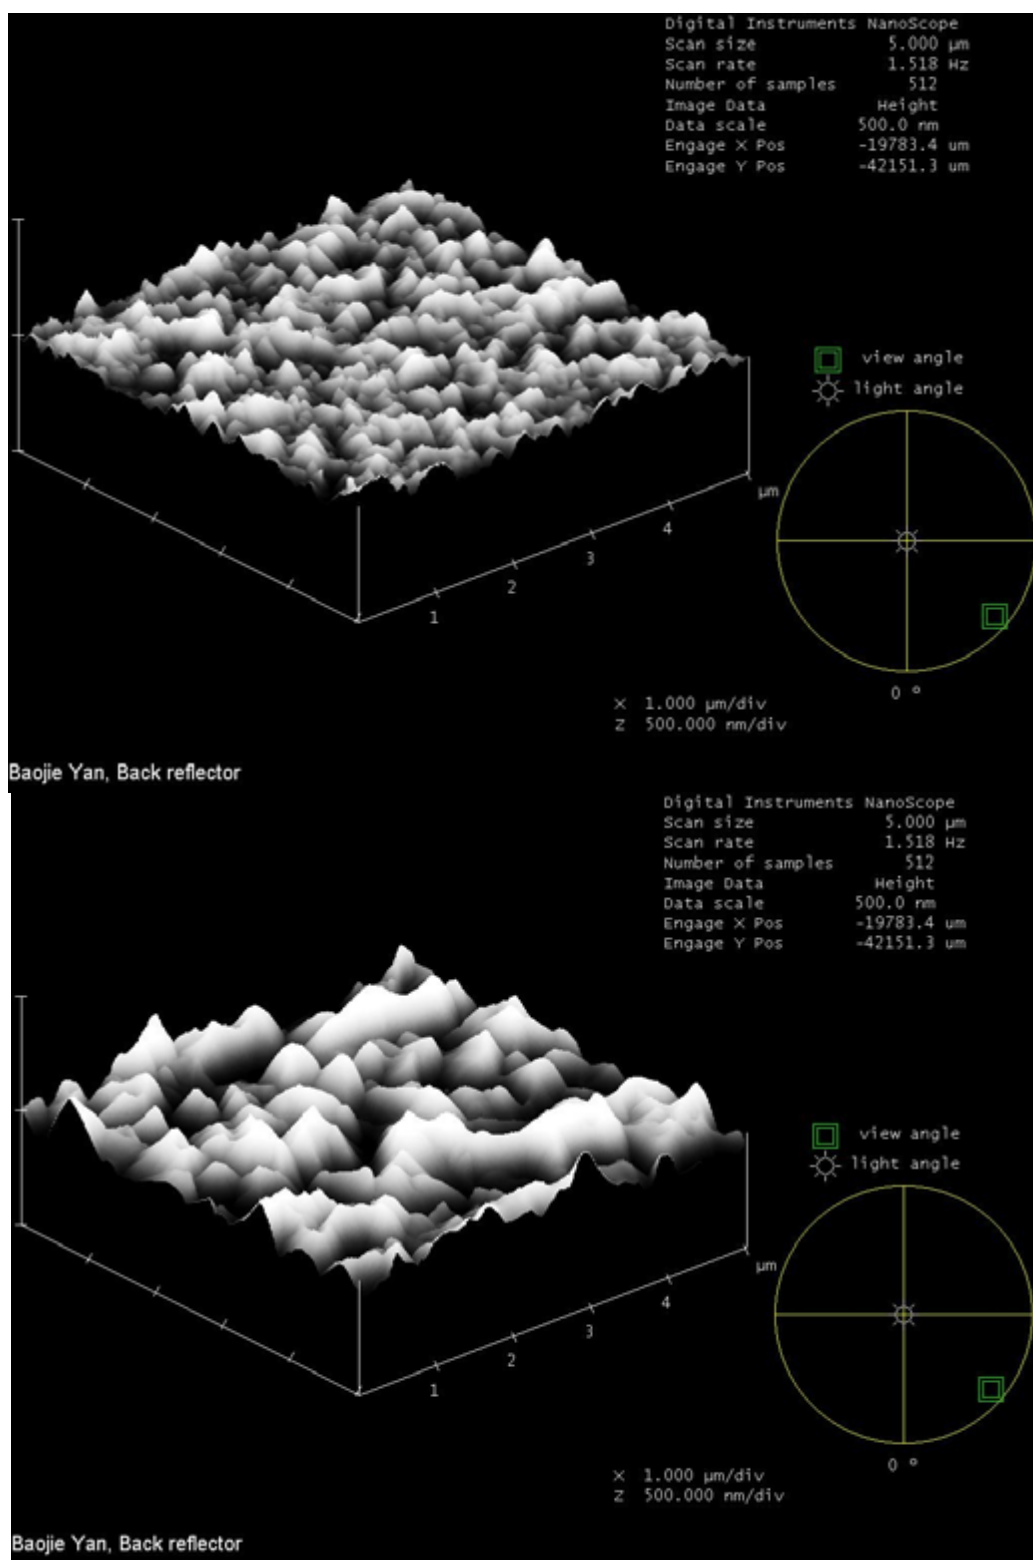 Digital Instruments NanoScope
Scan size 5.000 µm
Scan rate 1.518 Hz
Number of samples 512
Image Data Height
Data scale 500.0 nm
Engage X Pos -19783.4 um
Engage Y Pos -42151.3 um
view angle
light angle
µm
4
3
2
1
0 °
X 1.000 µm/div
Z 500.000 nm/div
Baojie Yan, Back reflector
Digital Instruments NanoScope
Scan size 5.000 µm
Scan rate 1.518 Hz
Number of samples 512
Image Data Height
Data scale 500.0 nm
Engage X Pos -19783.4 um
Engage Y Pos -42151.3 um
view angle
light angle
µm
4
3
2
1
0 °
X 1.000 µm/div
Z 500.000 nm/div
Baojie Yan, Back reflector